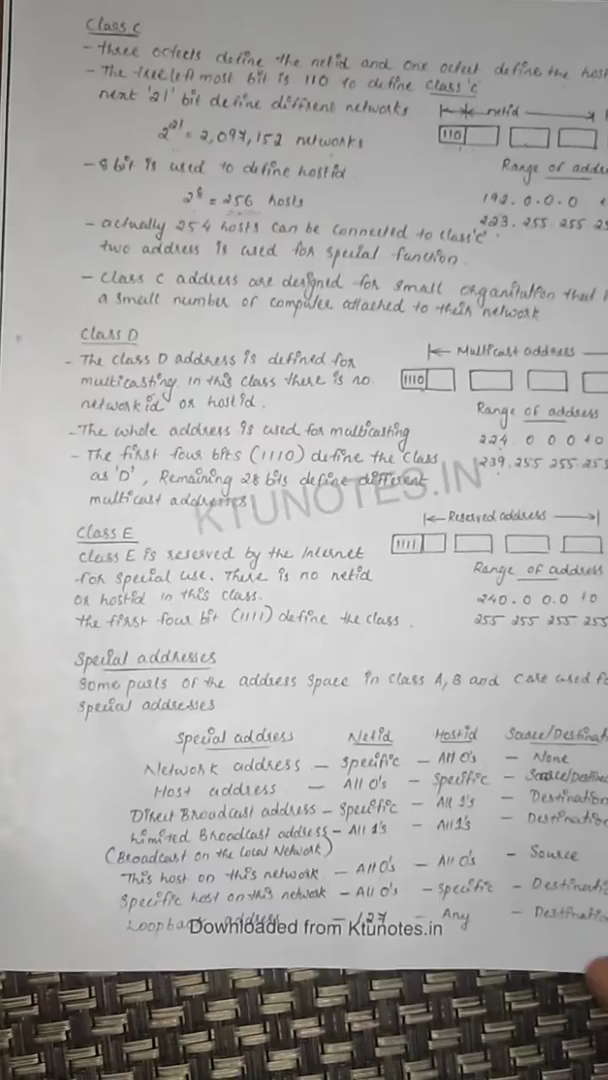 Class C
- three octets define the netid and one octet define the host
- The three left most bit is 110 to define class 'c'
next '21' bit define different networks
netid
2^21 = 2,097,152 networks
110
- 8 bit is used to define hostid
Range of addre
2^8 = 256 hosts
192.0.0.0
- actually 254 hosts can be connected to class 'c'
223.255.255 25
two address is used for special function
- Class C address are designed for small organitation that
a small number of computer attached to their network
Class D
Multicast address
- The class D address is defined for
multicasting. in this class there is no
1110
network id or hostid.
Range of address
- The whole address is used for multicasting
224. 0 0 0 to
- The first four bits (1110) define the class
239.255 255 255
as 'D', Remaining 28 bits define different
multicast addresses
KTUNOTES.IN
Class E
Reserved address
Class E is reserved by the Internet
1111
for special use. There is no netid
Range of address
or hostid in this class.
240.0 0.0 to
the first four bit (1111) define the class.
255 255 255 255
Special addresses
Some parts of the address space in class A, B and C are used fo
special addresses
Special address Netid Hostid Source/Destinat
Network address - Specific - All 0's - None
Host address - All 0's - Specific - Source/Destina
Direct Broadcast address - Specific - All 1's - Destination
Limited Broadcast address - All 1's - All 1's - Destination
(Broadcast on the Local Network)
This host on this network - All 0's - All 0's - Source
Specific host on this network - All 0's - Specific - Destinati
Loopback address - 127 - Any - Destination
Downloaded from Ktunotes.in